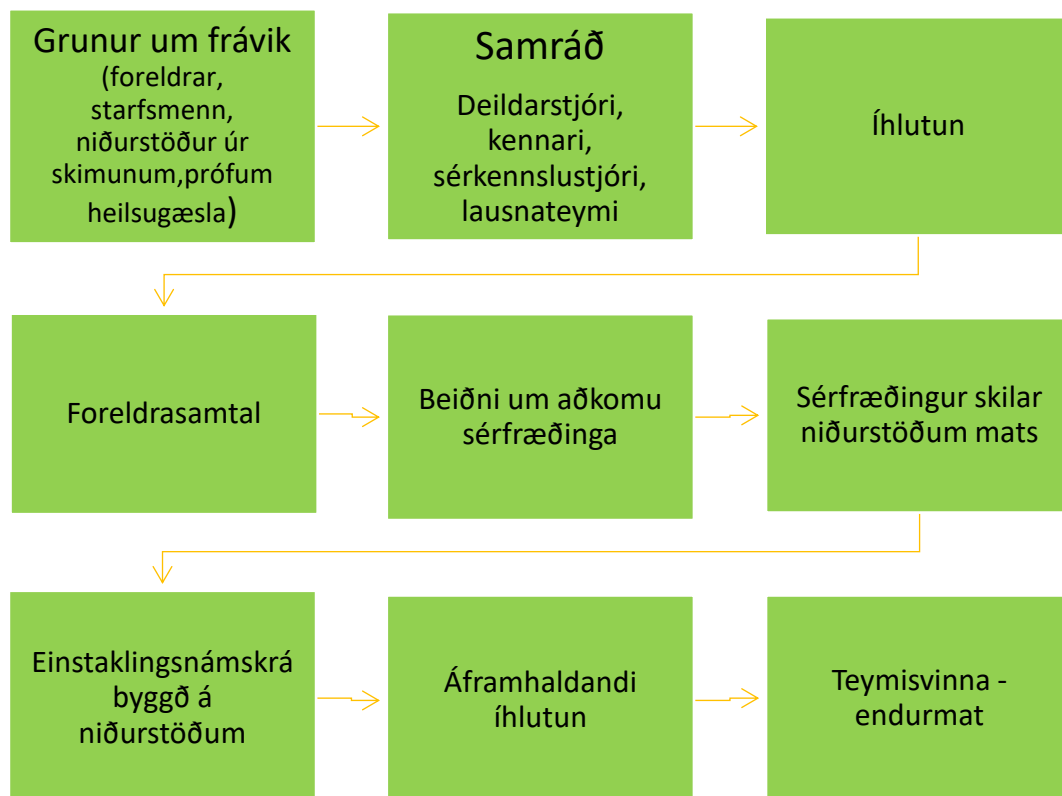 Grunur um frávik
(foreldrar,
starfsmenn,
niðurstöður úr
skimunum,prófum
heilsugæsla)
Samráð
Deildarstjóri,
kennari,
sérkennslustjóri,
lausnateymi
Íhlutun
Foreldrasamtal
Beiðni um aðkomu
sérfræðinga
Sérfræðingur skilar
niðurstöðum mats
Einstaklingsnámskrá
byggð á
niðurstöðum
Áframhaldandi
íhlutun
Teymisvinna -
endurmat